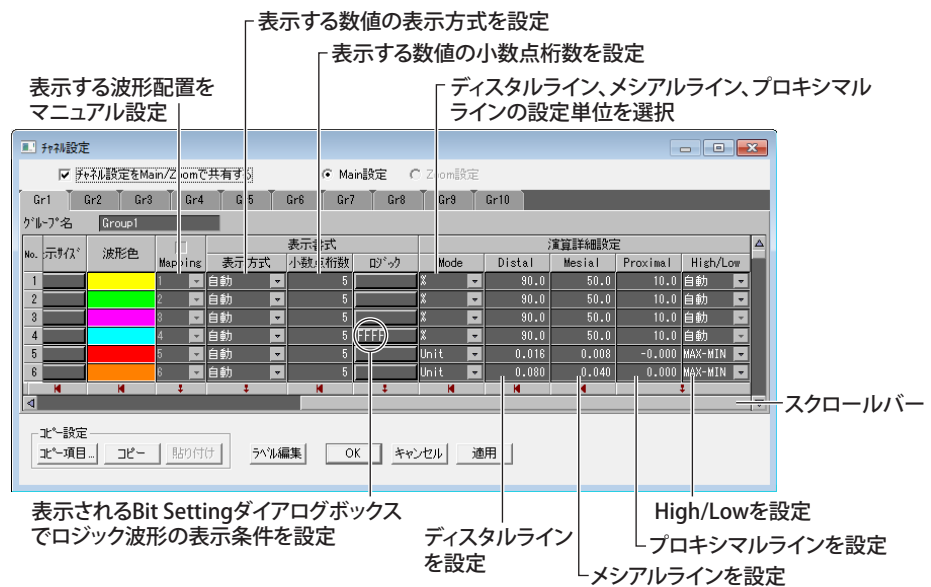 表示する数値の表示方式を設定
表示する数値の小数点桁数を設定
表示する波形配置を
マニュアル設定
ディスタルライン、メシアルライン、プロキシマル
ラインの設定単位を選択
チャネル設定
チャネル設定をMain/Zoomで共有する
Main設定
Zoom設定
Gr1 Gr2 Gr3 Gr4 Gr5 Gr6 Gr7 Gr8 Gr9 Gr10
グループ名 Group1
表示書式 演算詳細設定
No. 示サイズ 波形色 Mapping 表示方式 小数点桁数 ロジック Mode Distal Mesial Proximal High/Low
1 1 自動 5 % 90.0 50.0 10.0 自動
2 2 自動 5 % 90.0 50.0 10.0 自動
3 3 自動 5 % 90.0 50.0 10.0 自動
4 4 自動 5 FFFF % 90.0 50.0 10.0 自動
5 5 自動 5 Unit 0.016 0.008 -0.000 MAX-MIN
6 6 自動 5 Unit 0.080 0.040 0.000 MAX-MIN
スクロールバー
コピー設定
コピー項目... コピー 貼り付け ラベル編集 OK キャンセル 適用
表示されるBit Settingダイアログボックス
でロジック波形の表示条件を設定
ディスタルライン
を設定
High/Lowを設定
プロキシマルラインを設定
メシアルラインを設定